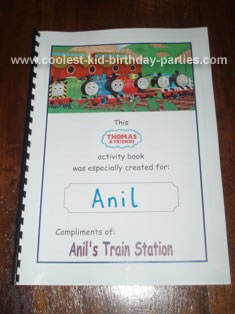 www.coolest-kid-birthday-parties.com
This
THOMAS
& FRIENDS
activity book
was especially created for:
Anil
Compliments of:
Anil's Train Station